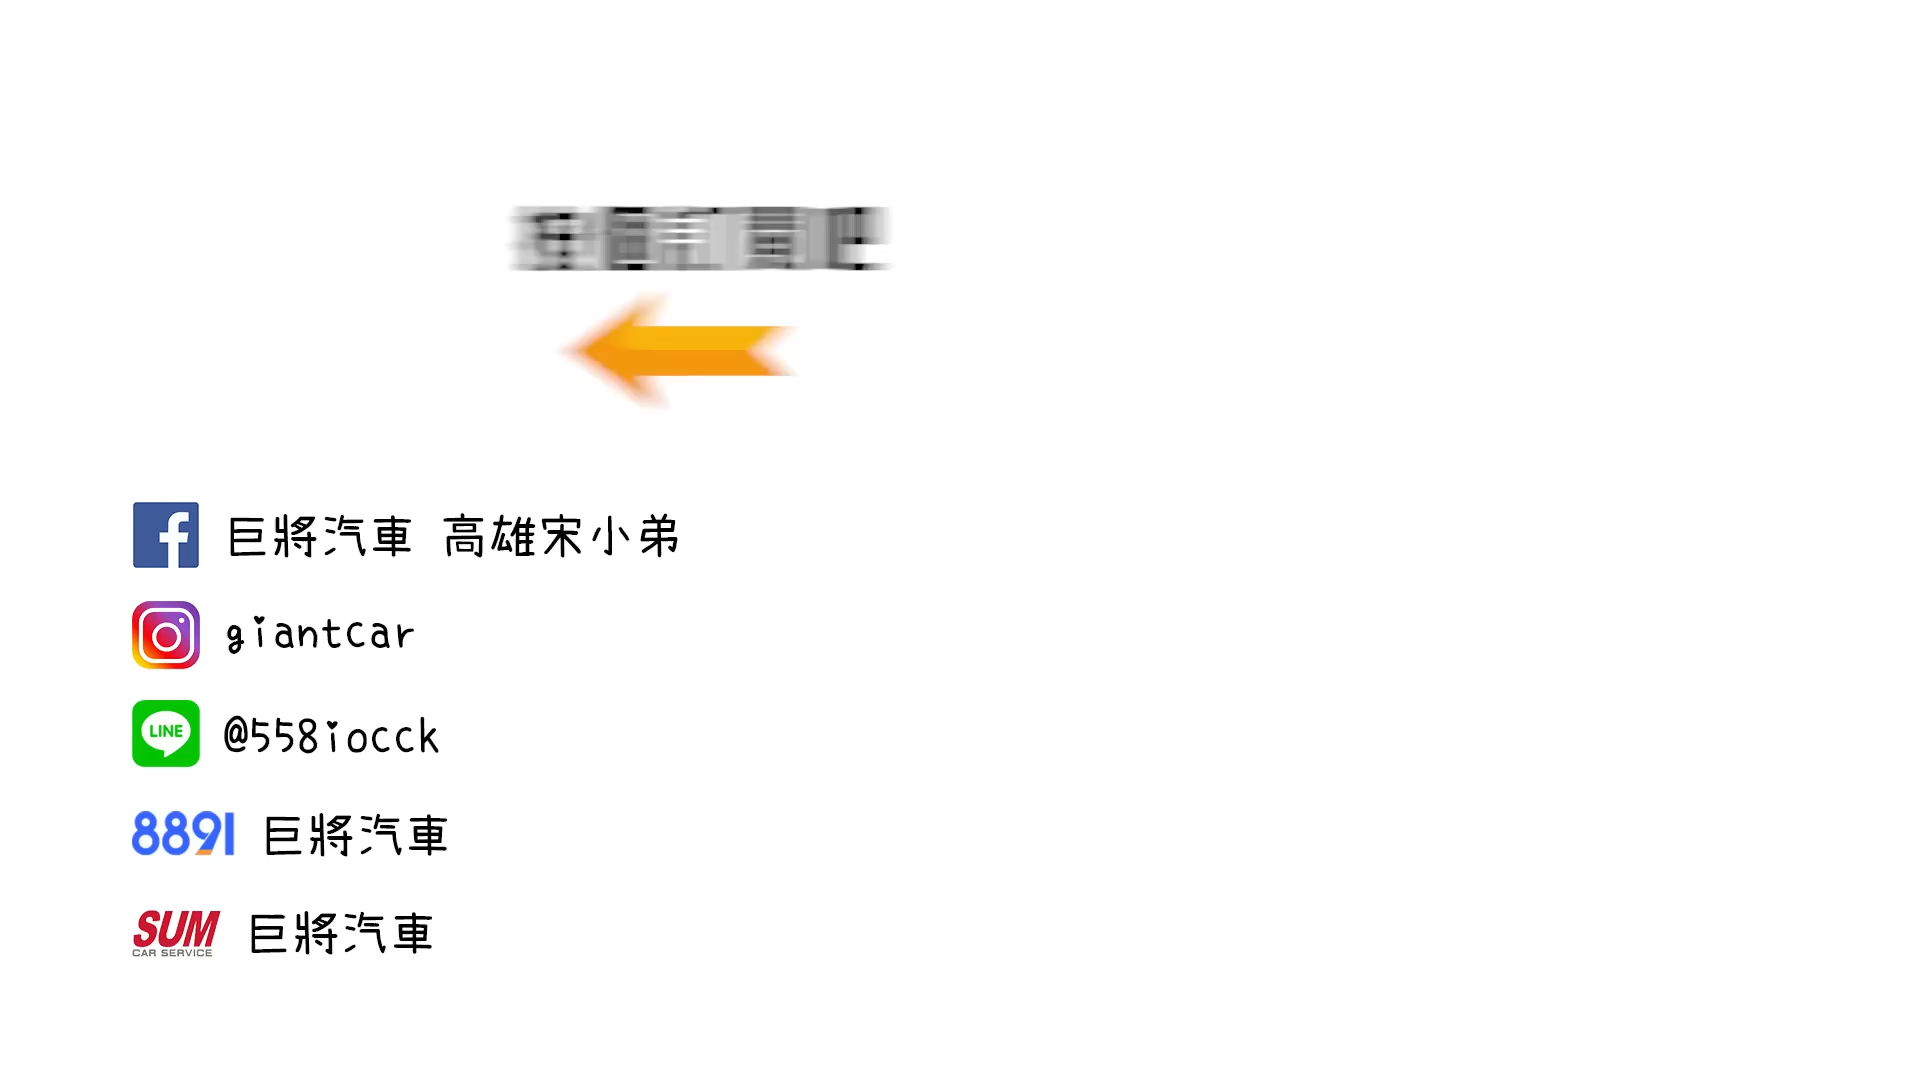 巨將汽車 高雄宋小弟
giantcar
LINE @558iocck
8891 巨將汽車
SUM CAR SERVICE 巨將汽車